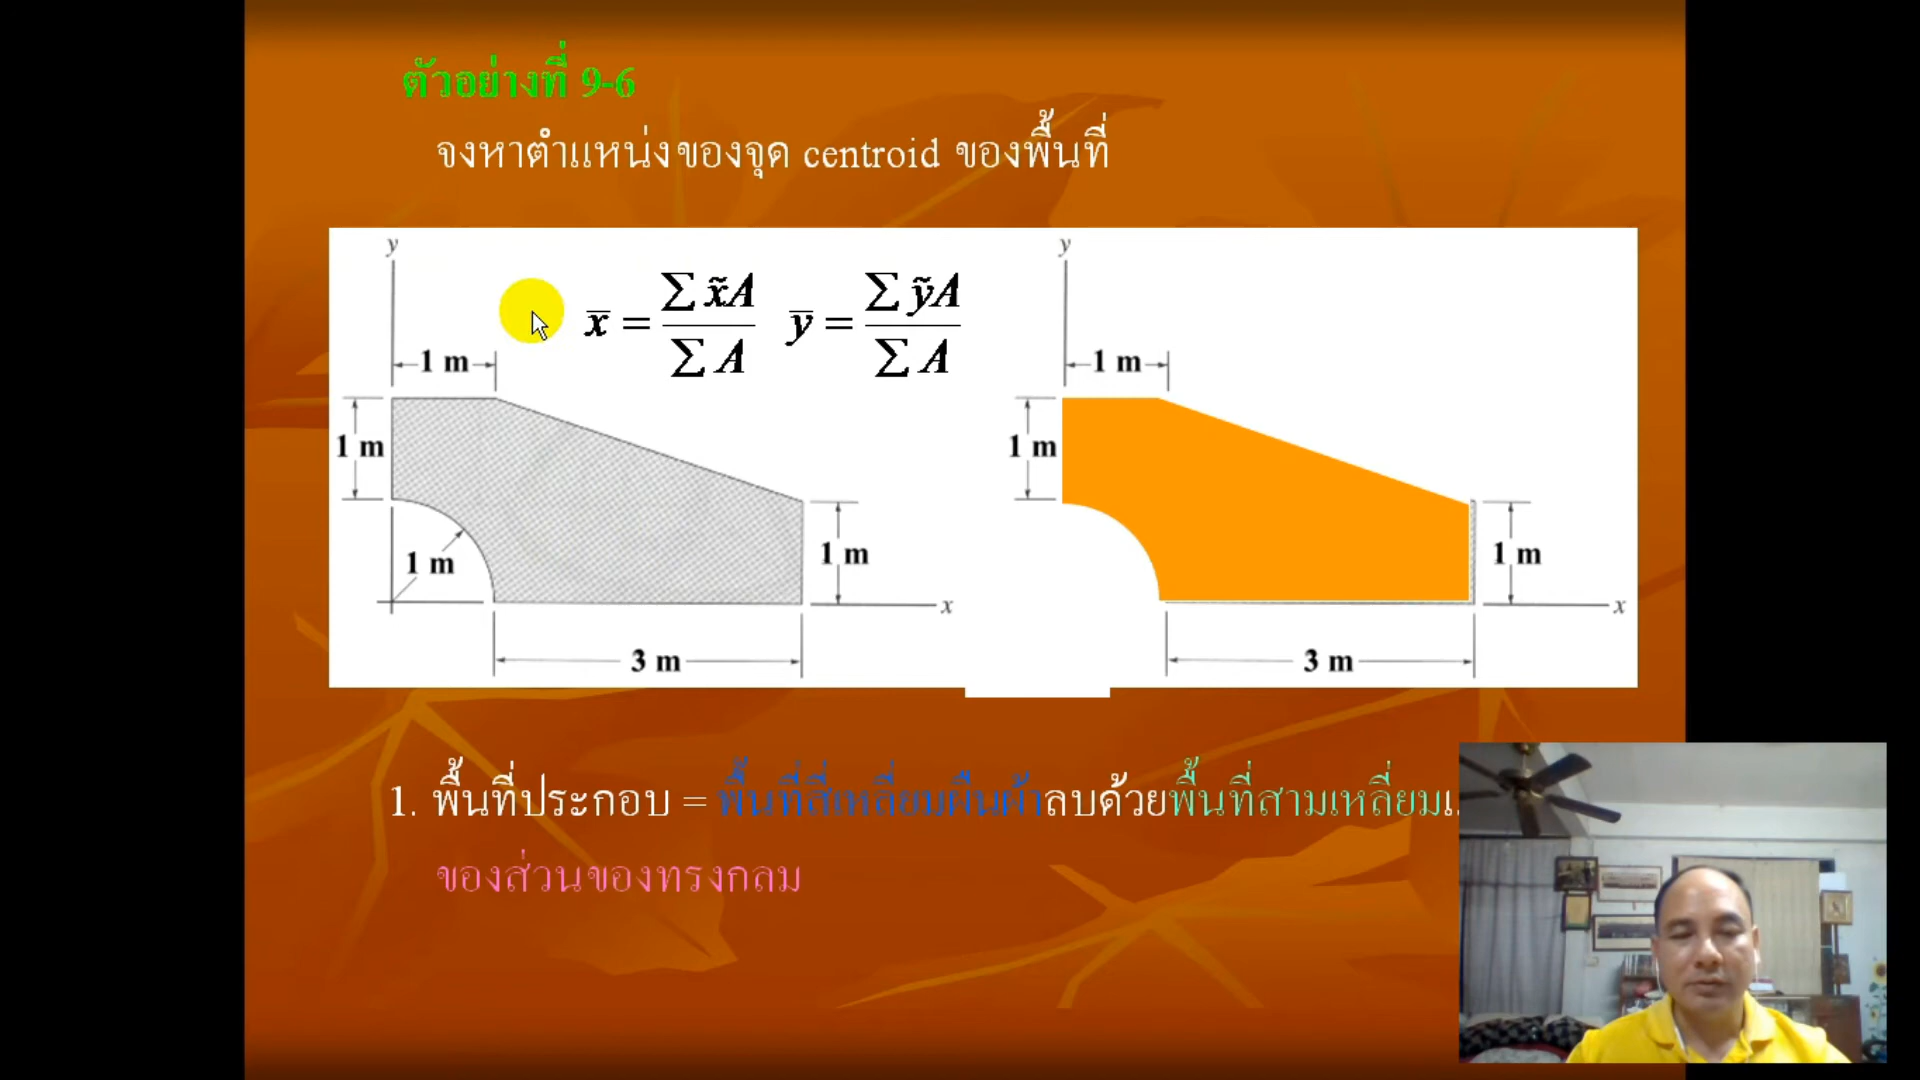 ตัวอย่างที่ 9-6
จงหาตำแหน่งของจุด centroid ของพื้นที่
y
y
x̄ = ∑x̃A / ∑A   ȳ = ∑ỹA / ∑A
1 m
1 m
1 m
1 m
1 m
1 m
1 m
x
x
3 m
3 m
1. พื้นที่ประกอบ = พื้นที่สี่เหลี่ยมผืนผ้าลบด้วยพื้นที่สามเหลี่ยม
ของส่วนของทรงกลม